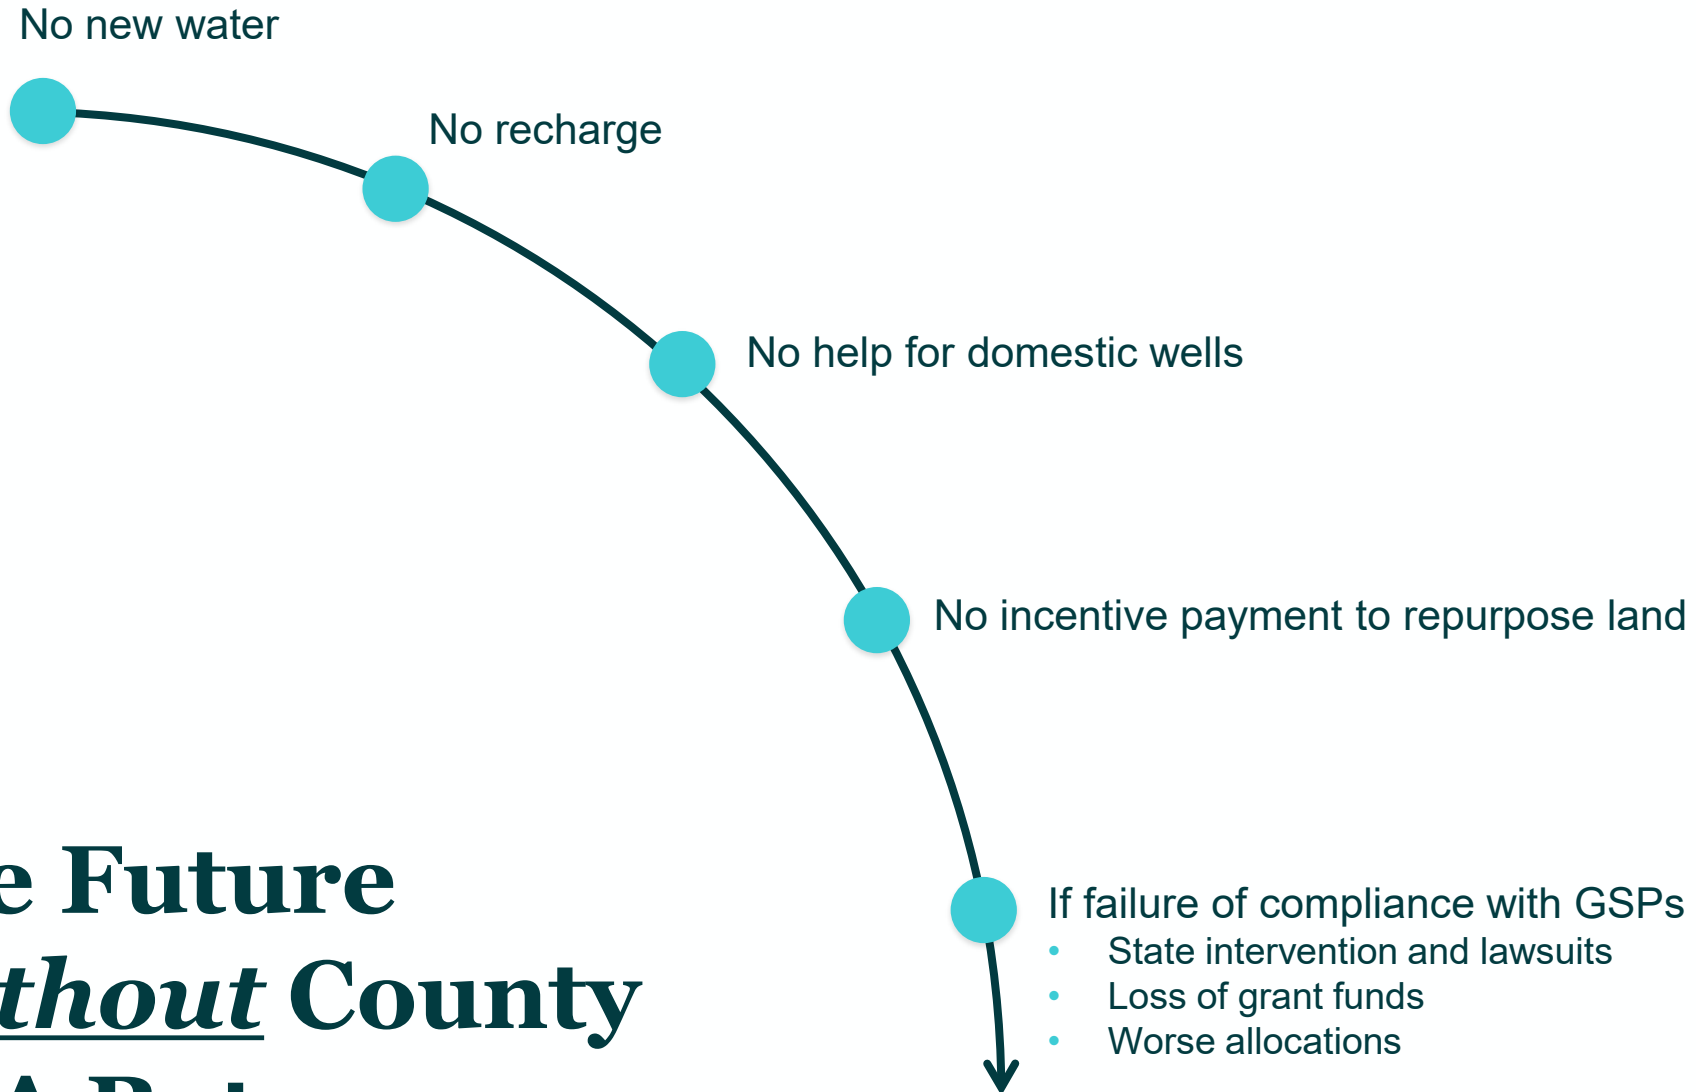 No new water
No recharge
No help for domestic wells
No incentive payment to repurpose land
If failure of compliance with GSPs
• State intervention and lawsuits
• Loss of grant funds
• Worse allocations
e Future
thout County